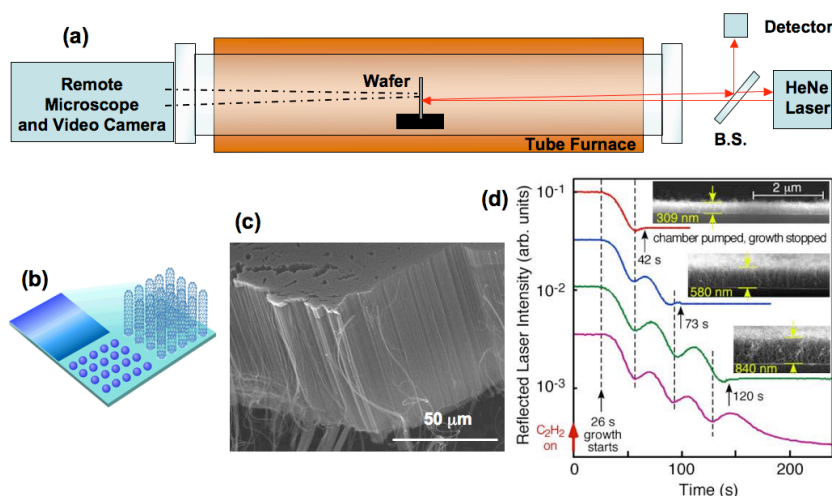 (a)
Detector
Remote
Microscope
and Video Camera
Wafer
HeNe
Laser
B.S.
Tube Furnace
(b)
(c)
50 μm
(d)
Reflected Laser Intensity (arb. units)
10⁻¹
10⁻²
10⁻³
2 μm
309 nm
chamber pumped, growth stopped
42 s
580 nm
73 s
840 nm
120 s
26 s
growth
starts
C₂H₂
on
0
100
200
Time (s)